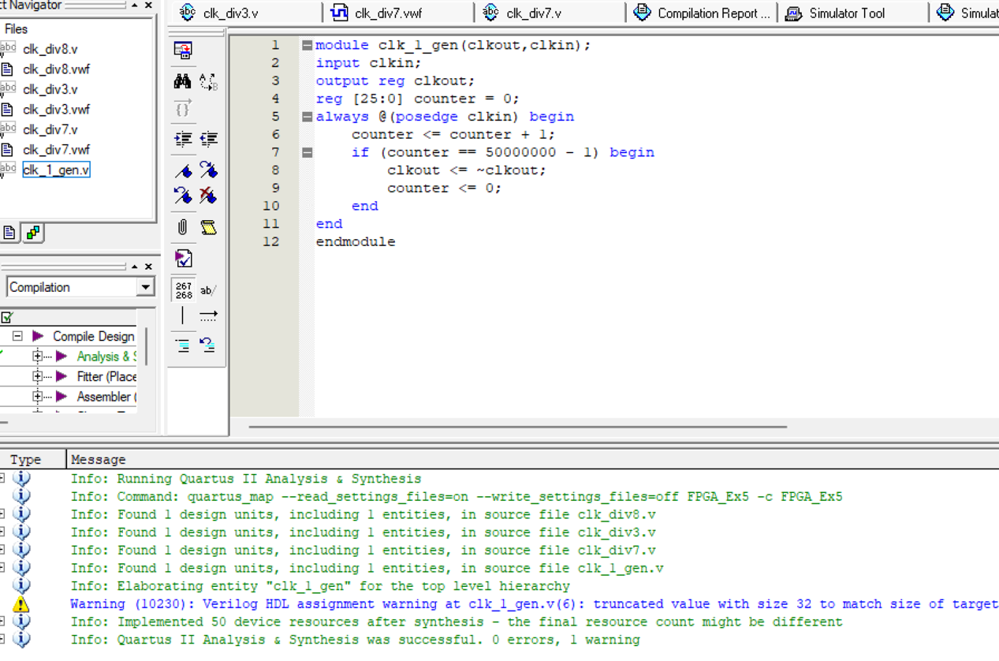 ct Navigator
Files
clk_div8.v
clk_div8.vwf
clk_div3.v
clk_div3.vwf
clk_div7.v
clk_div7.vwf
clk_1_gen.v
Compilation
Compile Design
Analysis & S
Fitter (Place
Assembler (
clk_div3.v
clk_div7.vwf
clk_div7.v
Compilation Report ...
Simulator Tool
Simulat
267
268
ab/
1 module clk_1_gen(clkout,clkin);
2 input clkin;
3 output reg clkout;
4 reg [25:0] counter = 0;
5 always @(posedge clkin) begin
6 counter <= counter + 1;
7 if (counter == 50000000 - 1) begin
8 clkout <= ~clkout;
9 counter <= 0;
10 end
11 end
12 endmodule
Type Message
Info: Running Quartus II Analysis & Synthesis
Info: Command: quartus_map --read_settings_files=on --write_settings_files=off FPGA_Ex5 -c FPGA_Ex5
Info: Found 1 design units, including 1 entities, in source file clk_div8.v
Info: Found 1 design units, including 1 entities, in source file clk_div3.v
Info: Found 1 design units, including 1 entities, in source file clk_div7.v
Info: Found 1 design units, including 1 entities, in source file clk_1_gen.v
Info: Elaborating entity "clk_1_gen" for the top level hierarchy
Warning (10230): Verilog HDL assignment warning at clk_1_gen.v(6): truncated value with size 32 to match size of target
Info: Implemented 50 device resources after synthesis - the final resource count might be different
Info: Quartus II Analysis & Synthesis was successful. 0 errors, 1 warning